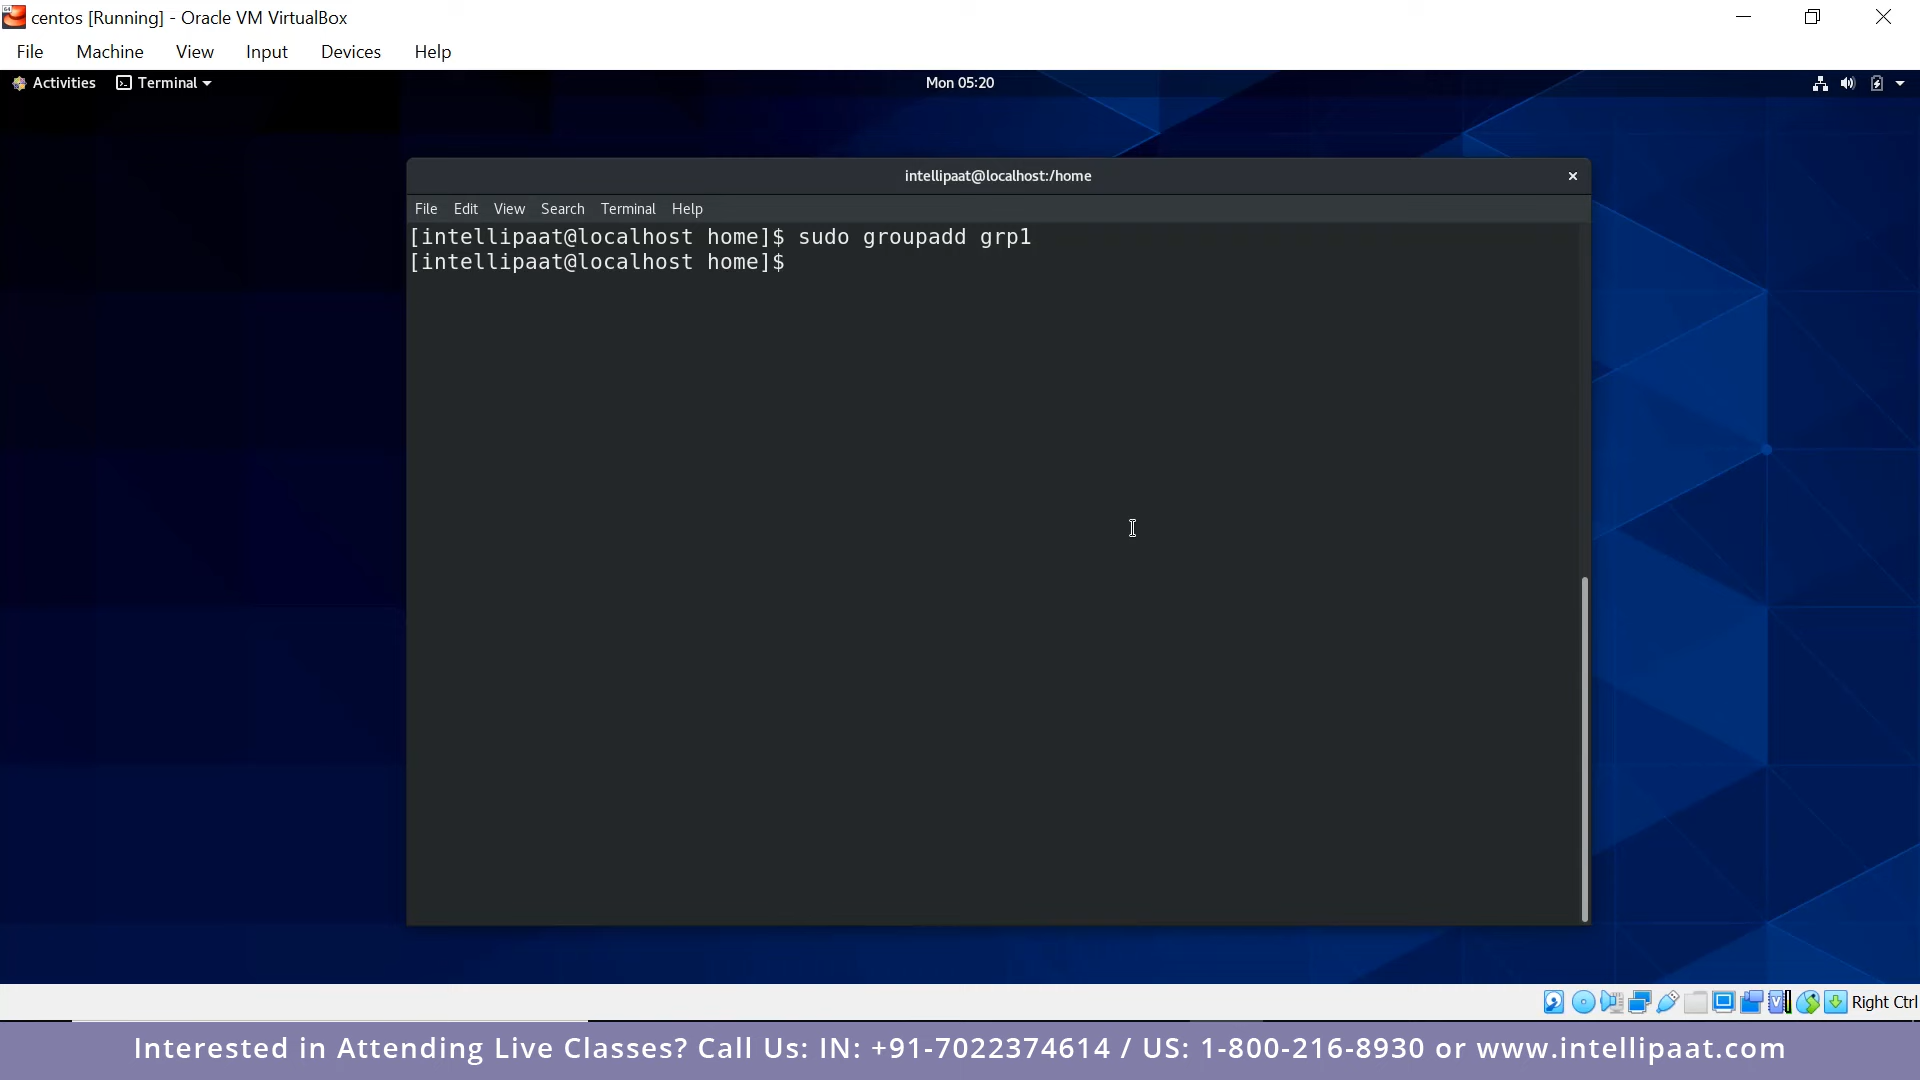 centos [Running] - Oracle VM VirtualBox
File Machine View Input Devices Help
Activities Terminal Mon 05:20
intellipaat@localhost:/home
File Edit View Search Terminal Help
[intellipaat@localhost home]$ sudo groupadd grp1
[intellipaat@localhost home]$
Right Ctrl
Interested in Attending Live Classes? Call Us: IN: +91-7022374614 / US: 1-800-216-8930 or www.intellipaat.com